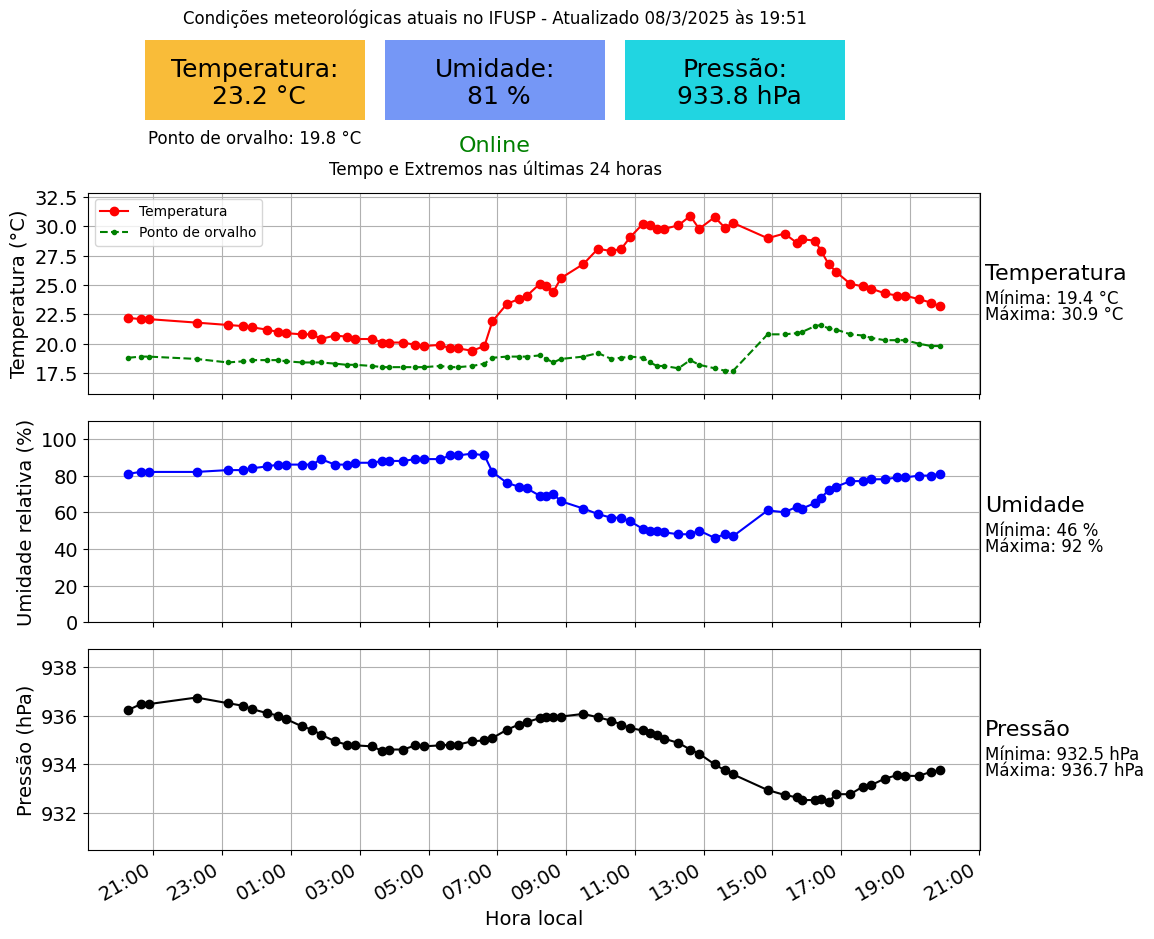 Condições meteorológicas atuais no IFUSP - Atualizado 08/3/2025 às 19:51
Temperatura:
23.2 °C
Umidade:
81 %
Pressão:
933.8 hPa
Ponto de orvalho: 19.8 °C
Online
Tempo e Extremos nas últimas 24 horas
Temperatura (°C)
32.5
30.0
27.5
25.0
22.5
20.0
17.5
Temperatura
Ponto de orvalho
Temperatura
Mínima: 19.4 °C
Máxima: 30.9 °C
Umidade relativa (%)
100
80
60
40
20
0
Umidade
Mínima: 46 %
Máxima: 92 %
Pressão (hPa)
938
936
934
932
Pressão
Mínima: 932.5 hPa
Máxima: 936.7 hPa
21:00
23:00
01:00
03:00
05:00
07:00
09:00
11:00
13:00
15:00
17:00
19:00
21:00
Hora local